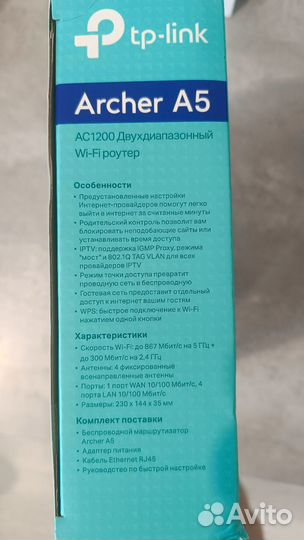 tp-link
Archer A5
AC1200 Двухдиапазонный
Wi-Fi роутер
Особенности
• Предустановленные настройки
Интернет-провайдеров помогут легко
выйти в интернет за считанные минуты
• Родительский контроль позволит вам
блокировать неподобающие сайты или
устанавливать время доступа
• IPTV: поддержка IGMP Proxy, режима
"мост" и 802.1Q TAG VLAN для всех
провайдеров IPTV
• Режим точки доступа превратит
проводную сеть в беспроводную
• Гостевая сеть предоставит отдельный
доступ к интернет вашим гостям
• WPS: быстрое подключение к Wi-Fi
нажатием одной кнопки
Характеристики
• Скорость Wi-Fi: до 867 Мбит/с на 5 ГГц +
до 300 Мбит/с на 2,4 ГГц
• Антенны: 4 фиксированные
всенаправленные антенны
• Порты: 1 порт WAN 10/100 Мбит/с, 4
порта LAN 10/100 Мбит/с
• Размеры: 230 x 144 x 35 мм
Комплект поставки
• Беспроводной маршрутизатор
Archer A5
• Адаптер питания
• Кабель Ethernet RJ45
• Руководство по быстрой настройке
Avito